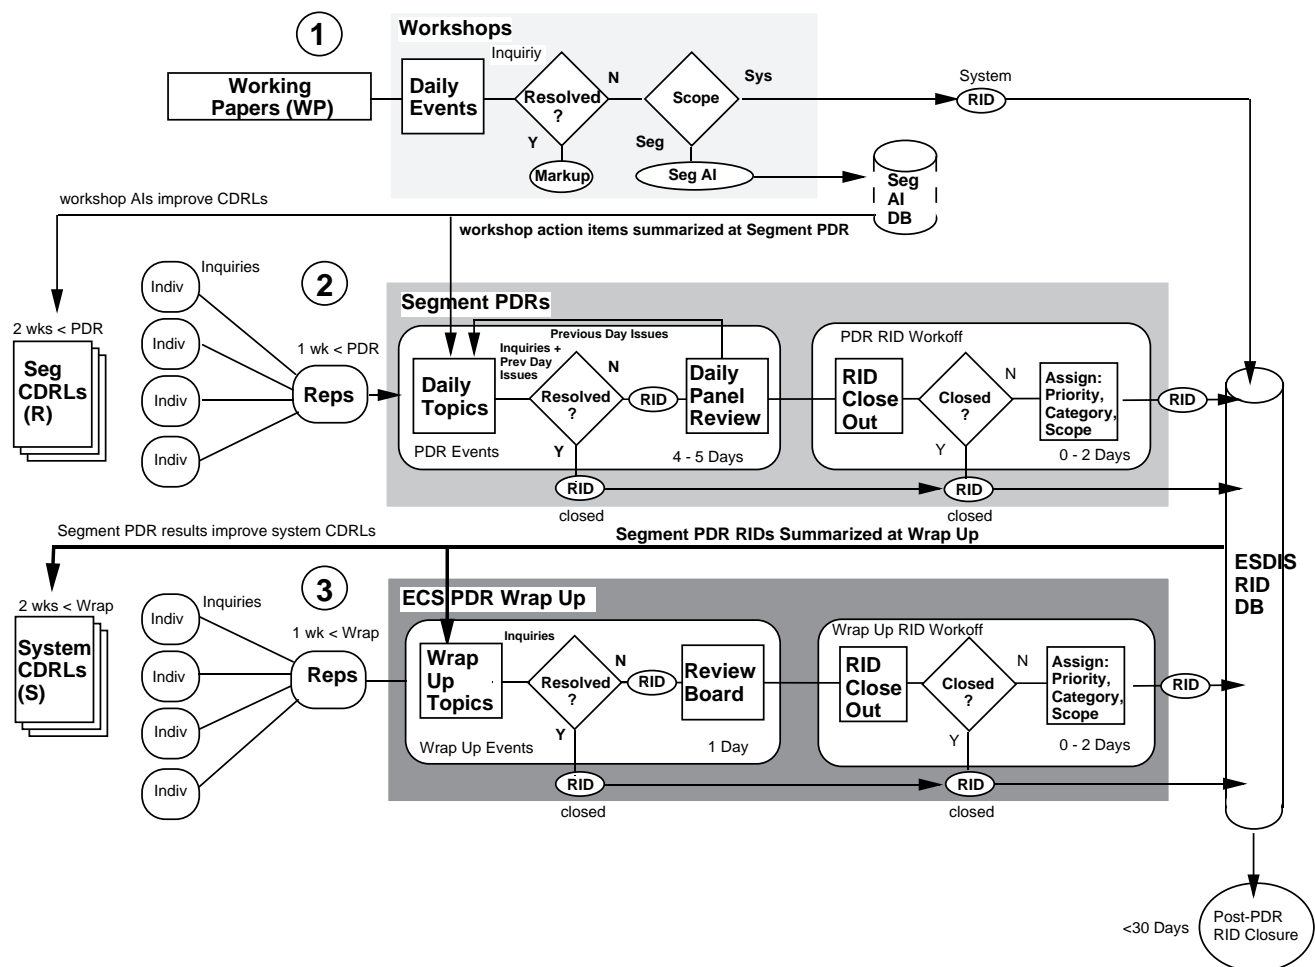 1
Workshops
Inquiriy
Working
Papers (WP)
Daily
Events
Resolved
?
N
Y
Markup
Scope
Sys
Seg
Seg AI
System
RID
Seg
AI
DB
workshop AIs improve CDRLs
workshop action items summarized at Segment PDR
2
Inquiries
Indiv
Indiv
Indiv
Indiv
2 wks < PDR
Seg
CDRLs
(R)
1 wk < PDR
Reps
Segment PDRs
Previous Day Issues
Inquiries +
Prev Day
Issues
Daily
Topics
Resolved
?
N
Y
RID
Daily
Panel
Review
PDR Events
4 - 5 Days
PDR RID Workoff
RID
Close
Out
Closed
?
N
Y
Assign:
Priority,
Category,
Scope
0 - 2 Days
RID
RID
closed
RID
closed
Segment PDR results improve system CDRLs
Segment PDR RIDs Summarized at Wrap Up
ESDIS
RID
DB
3
Inquiries
Indiv
Indiv
Indiv
Indiv
2 wks < Wrap
System
CDRLs
(S)
1 wk < Wrap
Reps
ECS PDR Wrap Up
Inquiries
Wrap
Up
Topics
Resolved
?
N
Y
RID
Review
Board
Wrap Up Events
1 Day
Wrap Up RID Workoff
RID
Close
Out
Closed
?
N
Y
Assign:
Priority,
Category,
Scope
0 - 2 Days
RID
RID
closed
RID
closed
<30 Days
Post-PDR
RID Closure